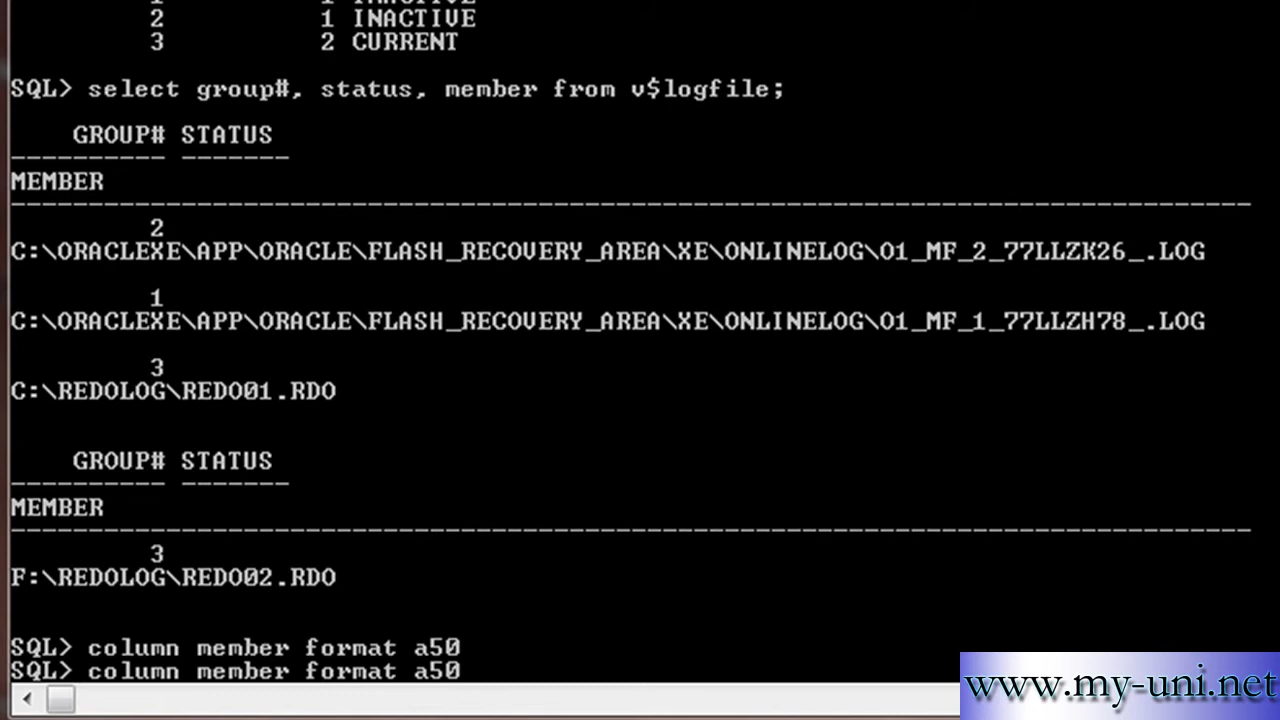 1 1 INACTIVE
2 1 INACTIVE
3 2 CURRENT
SQL> select group#, status, member from v$logfile;
GROUP# STATUS
---------- -------
MEMBER
--------------------------------------------------------------------------------
2
C:\ORACLEXE\APP\ORACLE\FLASH_RECOVERY_AREA\XE\ONLINELOG\O1_MF_2_77LLZK26_.LOG
1
C:\ORACLEXE\APP\ORACLE\FLASH_RECOVERY_AREA\XE\ONLINELOG\O1_MF_1_77LLZH78_.LOG
3
C:\REDOLOG\REDO01.RDO
GROUP# STATUS
---------- -------
MEMBER
--------------------------------------------------------------------------------
3
F:\REDOLOG\REDO02.RDO
SQL> column member format a50
SQL> column member format a50
www.my-uni.net